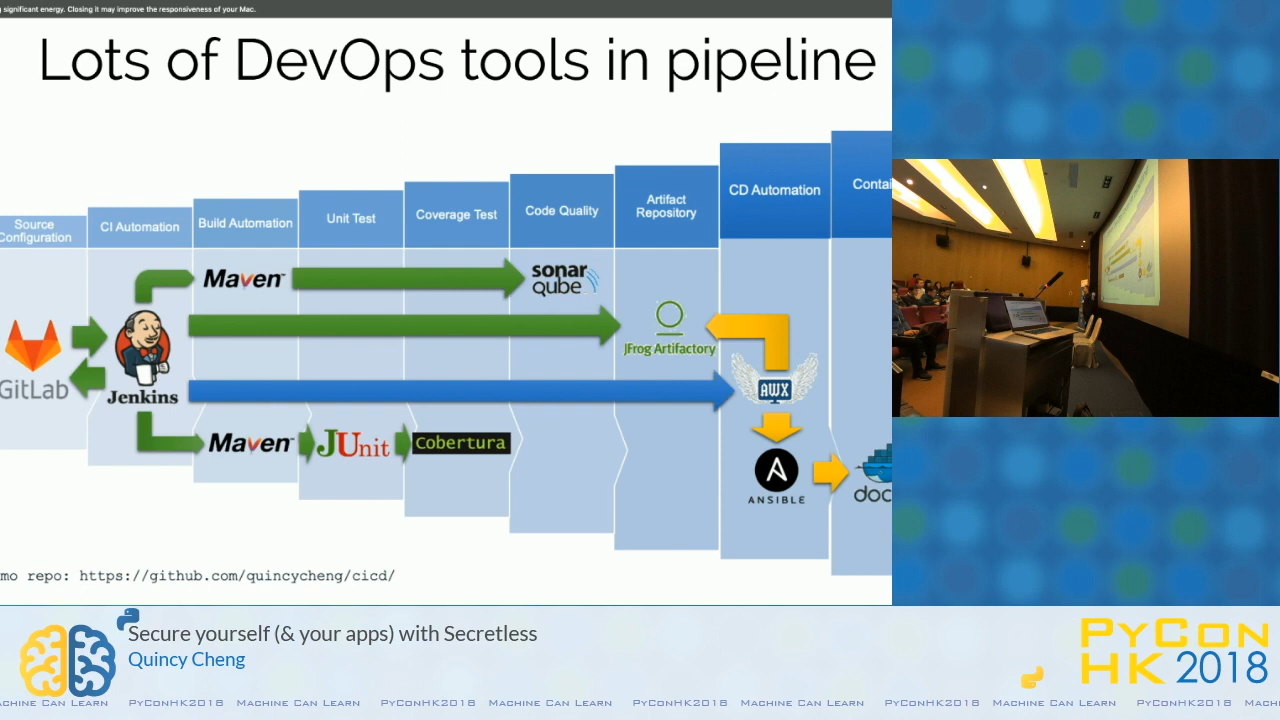 significant energy. Closing it may improve the responsiveness of your Mac.
Lots of DevOps tools in pipeline
Source
Configuration
CI Automation
Build Automation
Unit Test
Coverage Test
Code Quality
Artifact
Repository
CD Automation
Contai
Maven
sonar
qube
JFrog Artifactory
GitLab
Jenkins
AWX
Maven
JUnit
Cobertura
ANSIBLE
doc
mo repo: https://github.com/quincycheng/cicd/
Secure yourself (& your apps) with Secretless
Quincy Cheng
PyCon
HK 2018
achine Can Learn PyConHK2018 Machine Can Learn PyConHK2018 Machine Can Learn PyConHK2018 Machine Can Learn PyConHK2018 Machine Can Learn PyConHK2018 Mach